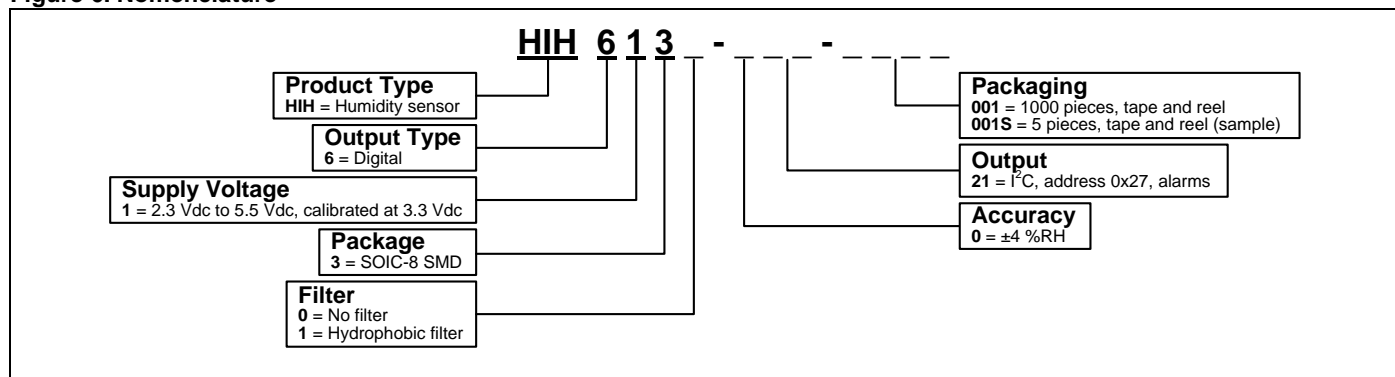 Figure 6. Nomenclature
HIH 6 1 3 _ - _ _ _ - _ _ _ _
Product Type
HIH = Humidity sensor
Output Type
6 = Digital
Supply Voltage
1 = 2.3 Vdc to 5.5 Vdc, calibrated at 3.3 Vdc
Package
3 = SOIC-8 SMD
Filter
0 = No filter
1 = Hydrophobic filter
Packaging
001 = 1000 pieces, tape and reel
001S = 5 pieces, tape and reel (sample)
Output
21 = I²C, address 0x27, alarms
Accuracy
0 = ±4 %RH